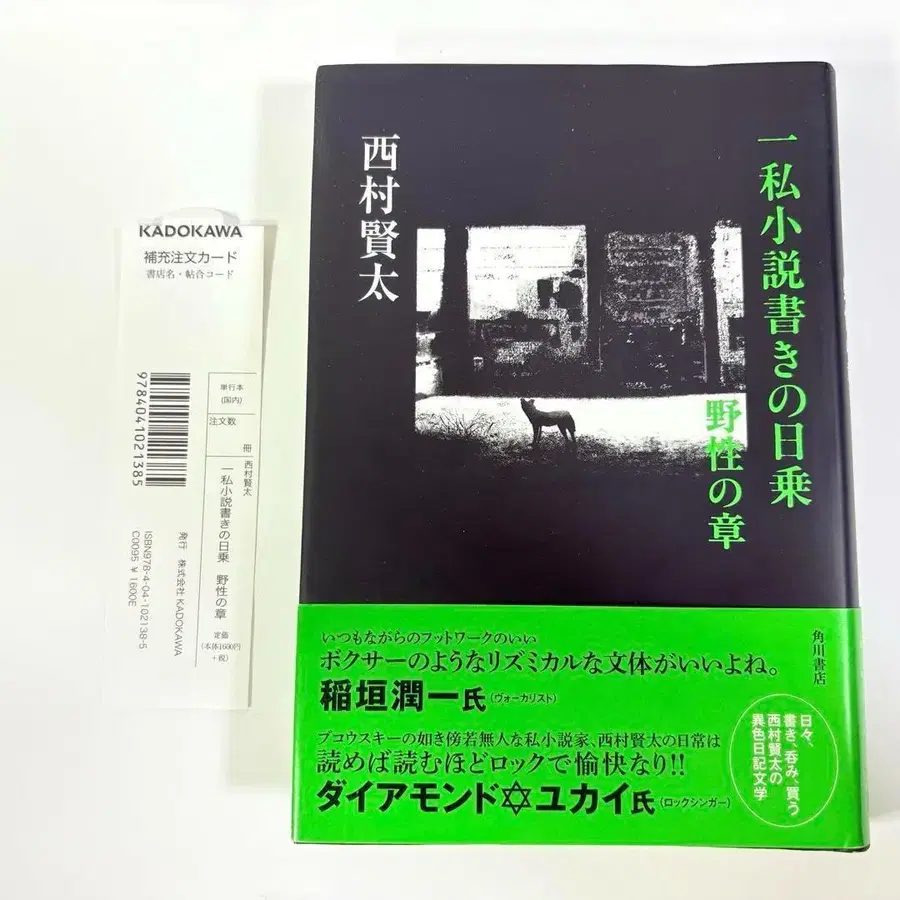 KADOKAWA
補充注文カード
書店名・帖合コード
9784041021385
単行本
(国内)
注文数
冊
西村賢太
一私小説書きの日乗 野性の章
定価
(本体1600円
+税)
発行 株式会社 KADOKAWA
ISBN978-4-04-102138-5
C0095 ¥ 1600E
一私小説書きの日乗
野性の章
西村賢太
いつもながらのフットワークのいい
ボクサーのようなリズミカルな文体がいいよね。
稲垣潤一氏(ヴォーカリスト)
ブコウスキーの如き傍若無人な私小説家、西村賢太の日常は
読めば読むほどロックで愉快なり!!
ダイアモンド✡ユカイ氏(ロックシンガー)
角川書店
日々、
書き、呑み、買う
西村賢太の
異色日記文学